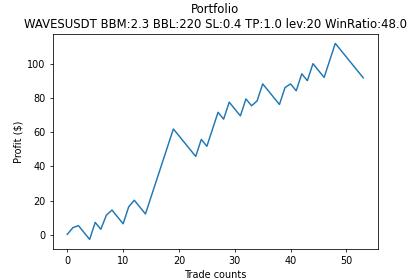 Portfolio
WAVESUSDT BBM:2.3 BBL:220 SL:0.4 TP:1.0 lev:20 WinRatio:48.0
100
80
60
40
20
0
Profit ($)
0 10 20 30 40 50
Trade counts